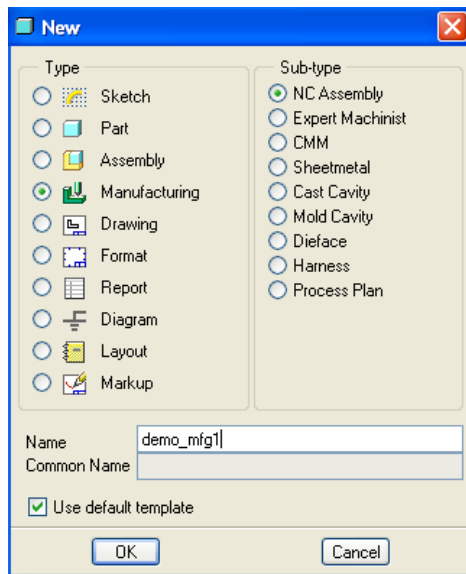 New
Type
Sketch
Part
Assembly
Manufacturing
Drawing
Format
Report
Diagram
Layout
Markup
Sub-type
NC Assembly
Expert Machinist
CMM
Sheetmetal
Cast Cavity
Mold Cavity
Dieface
Harness
Process Plan
Name demo_mfg1
Common Name
Use default template
OK Cancel